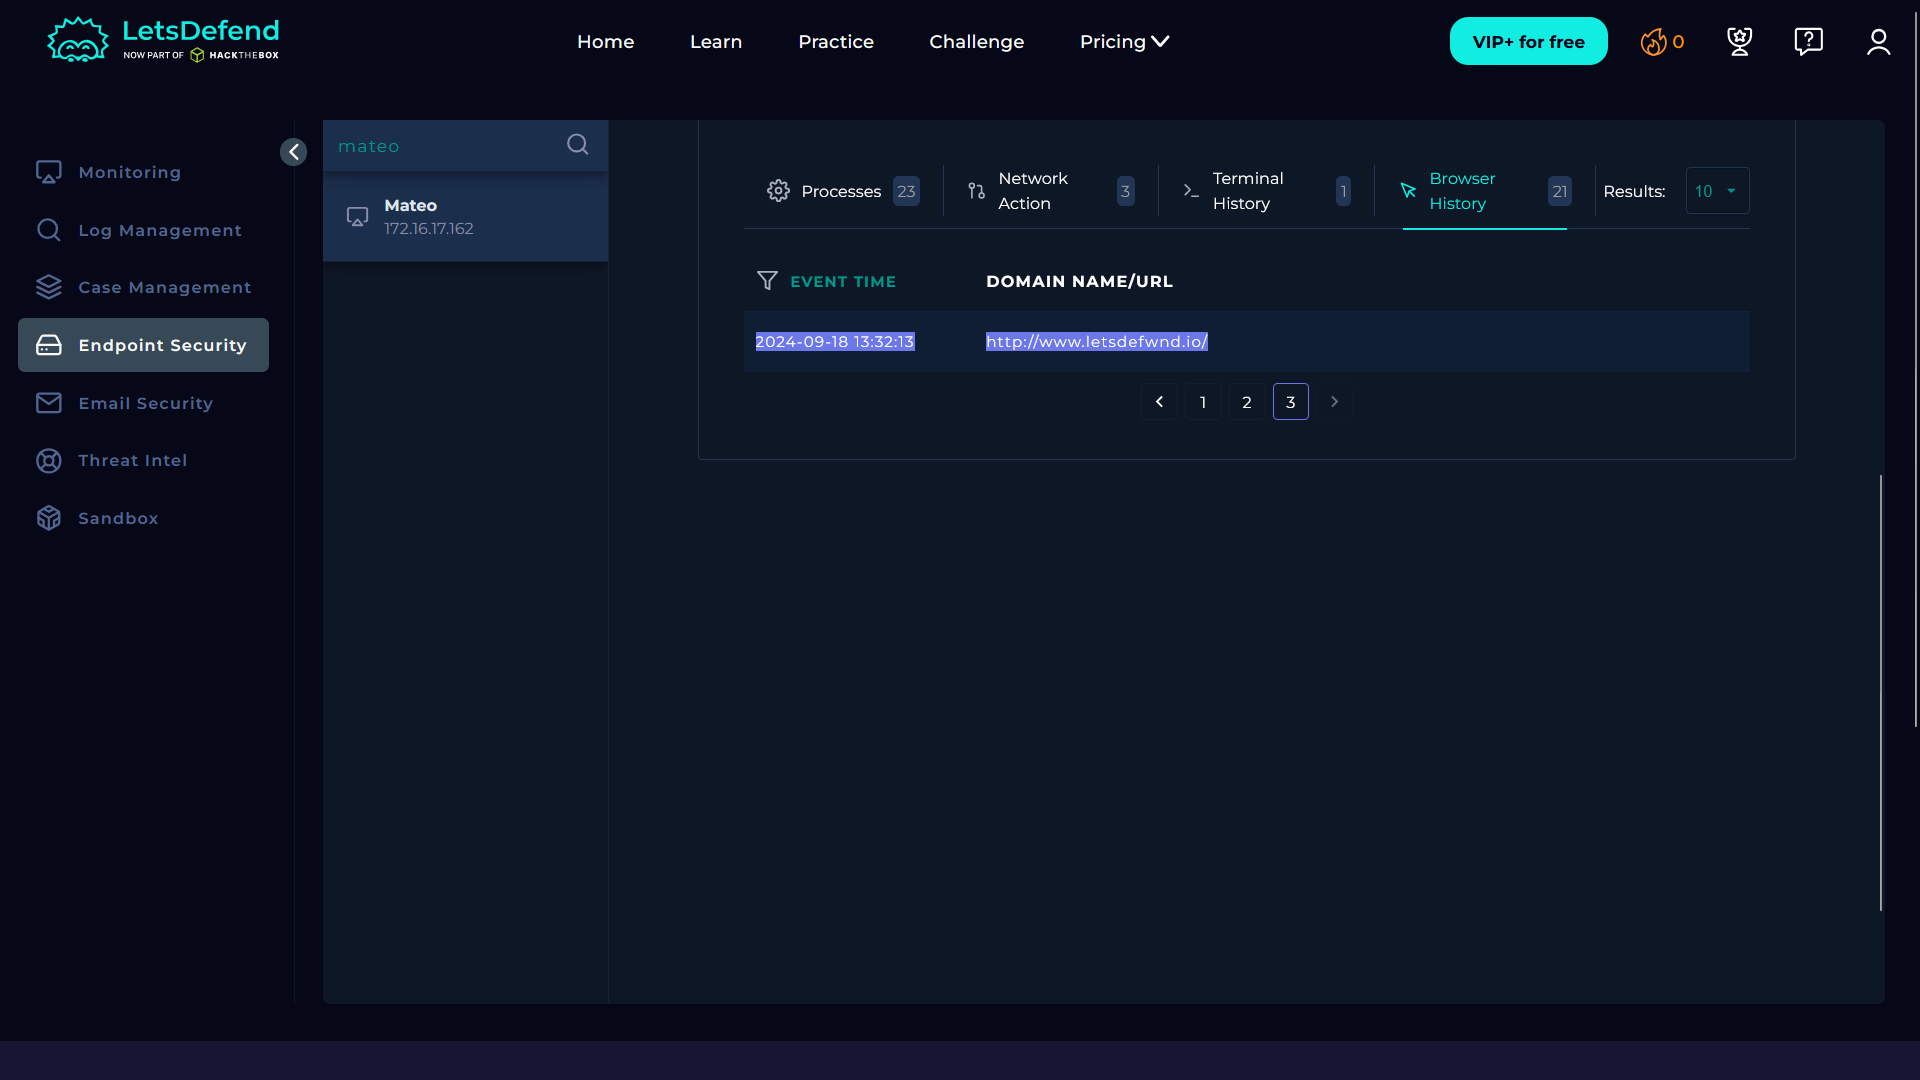 LetsDefend
NOW PART OF HACKTHEBOX
Home
Learn
Practice
Challenge
Pricing
VIP+ for free
0
Monitoring
Log Management
Case Management
Endpoint Security
Email Security
Threat Intel
Sandbox
mateo
Mateo
172.16.17.162
Processes 23
Network Action 3
Terminal History 1
Browser History 21
Results: 10
EVENT TIME
DOMAIN NAME/URL
2024-09-18 13:32:13
http://www.letsdefwnd.io/
1 2 3